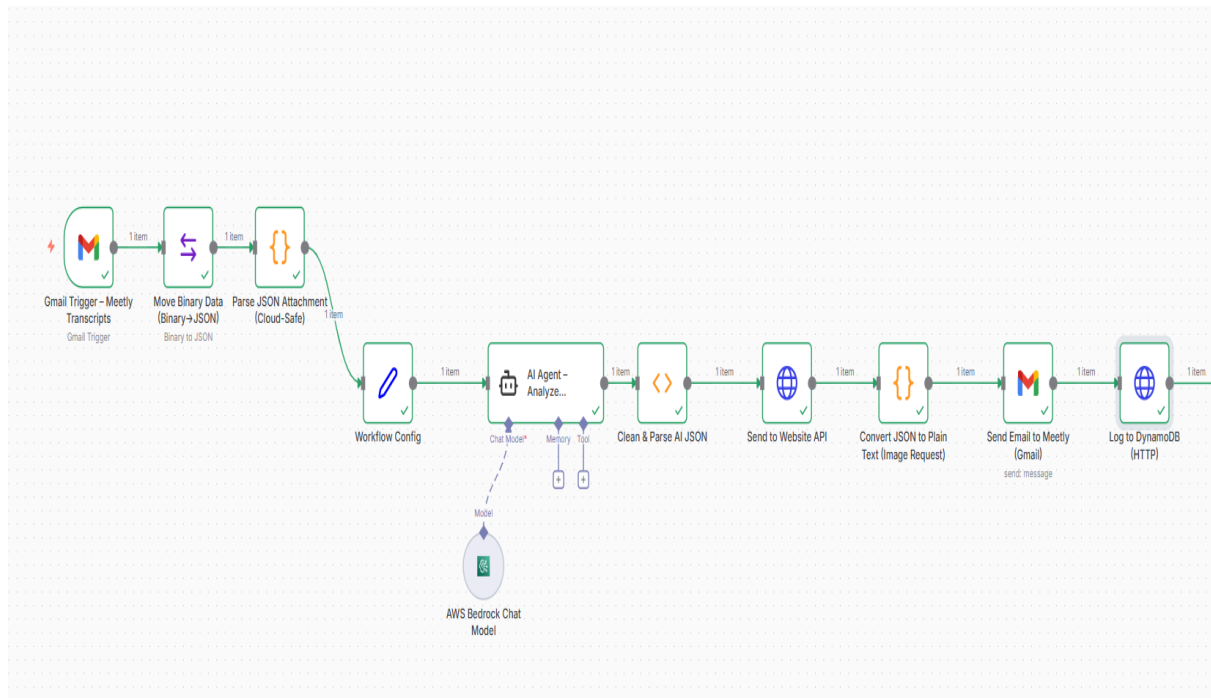 1 item
1 item
Gmail Trigger – Meetly
Transcripts
Gmail Trigger
Move Binary Data
(Binary→JSON)
Binary to JSON
Parse JSON Attachment
(Cloud-Safe)
1 item
Workflow Config
1 item
AI Agent –
Analyze...
Chat Model*
Memory
Tool
1 item
Clean & Parse AI JSON
1 item
Send to Website API
1 item
Convert JSON to Plain
Text (Image Request)
1 item
Send Email to Meetly
(Gmail)
send: message
1 item
Log to DynamoDB
(HTTP)
Model
AWS Bedrock Chat
Model